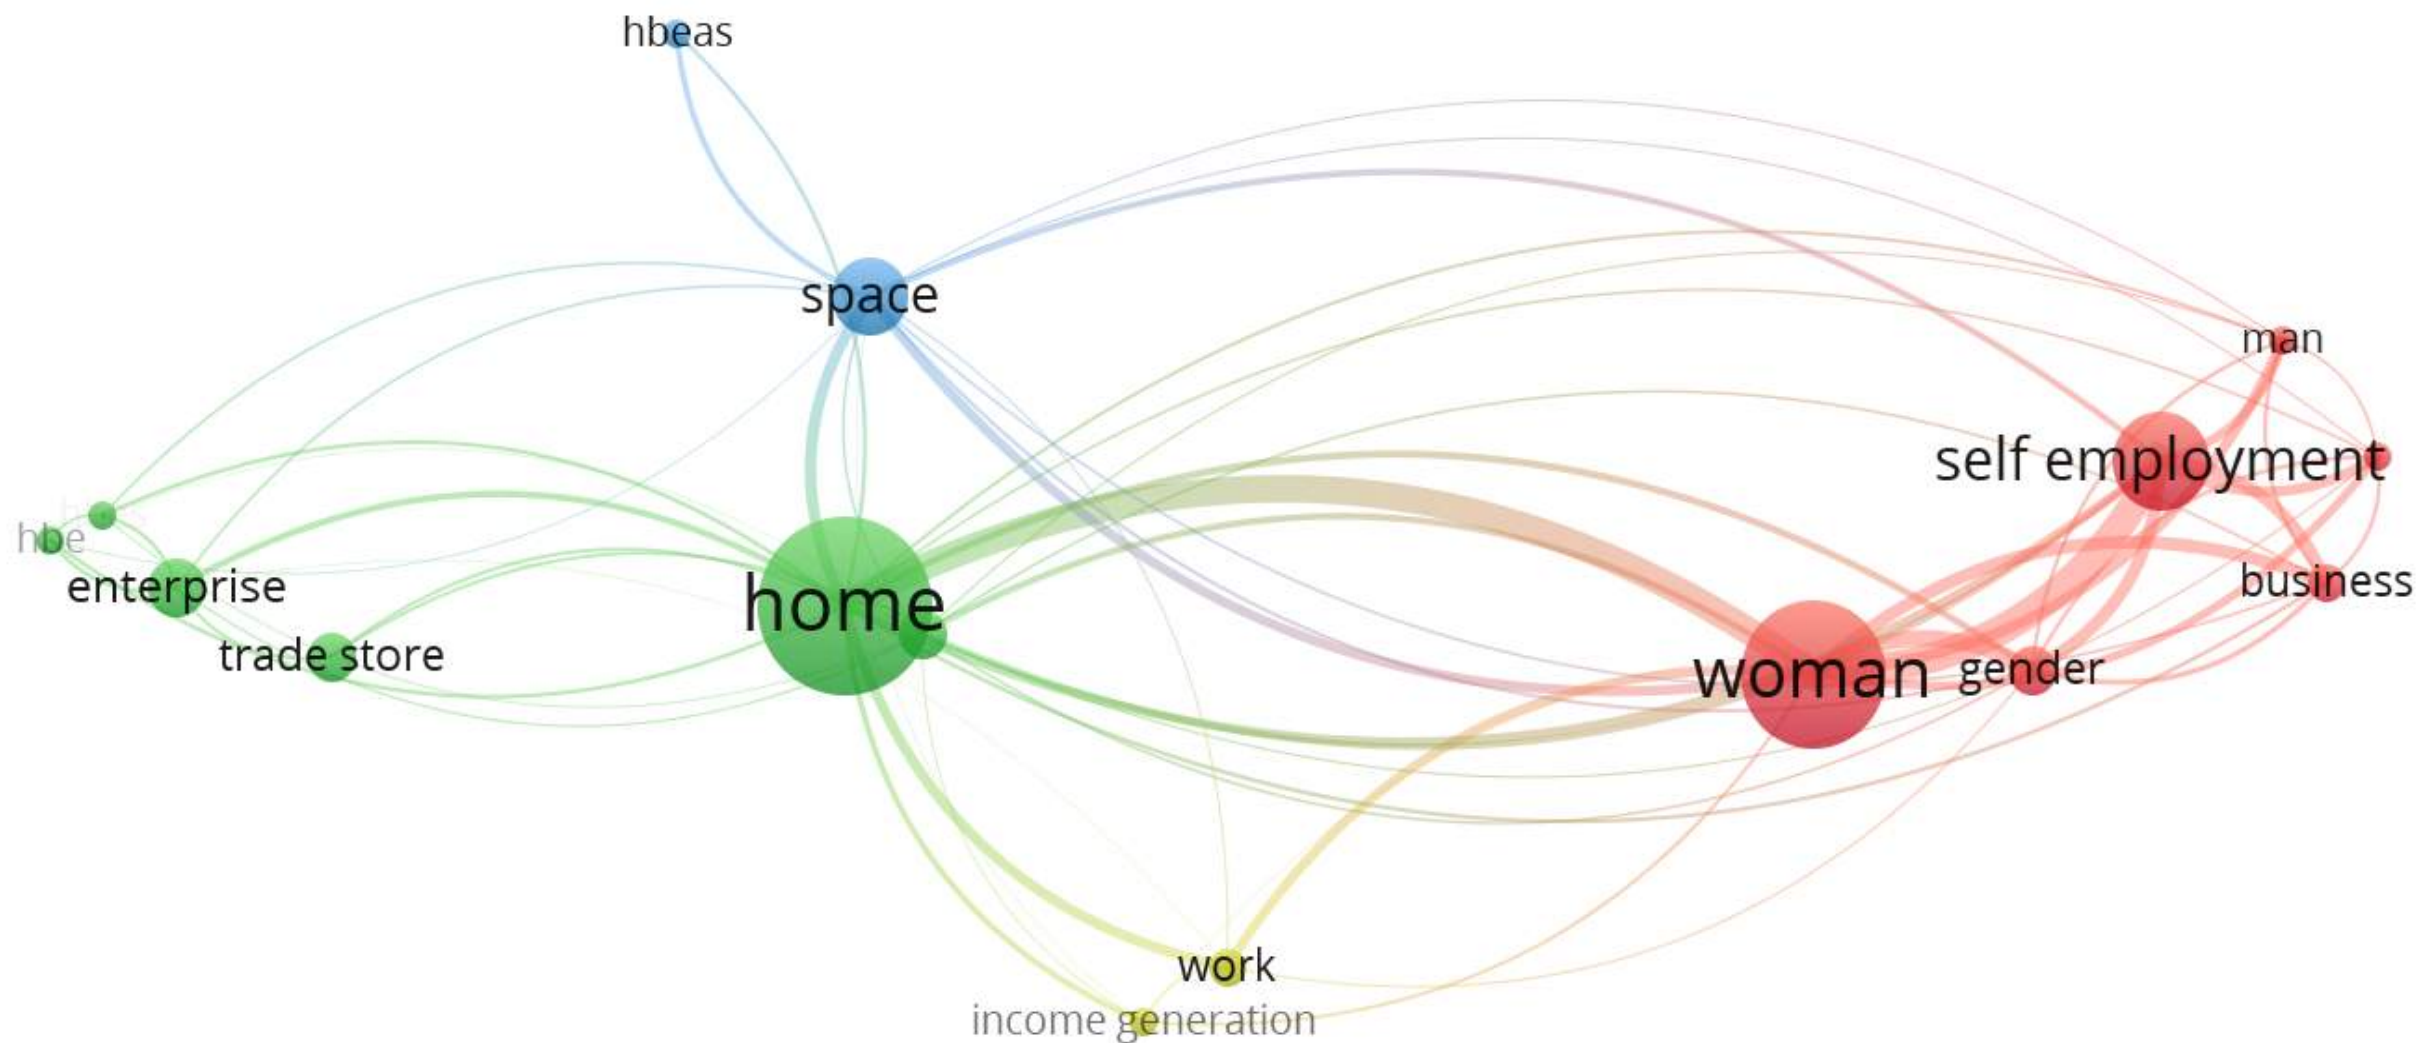 hbeas
space
man
self employment
hbe
enterprise
business
home
trade store
woman
gender
work
income generation